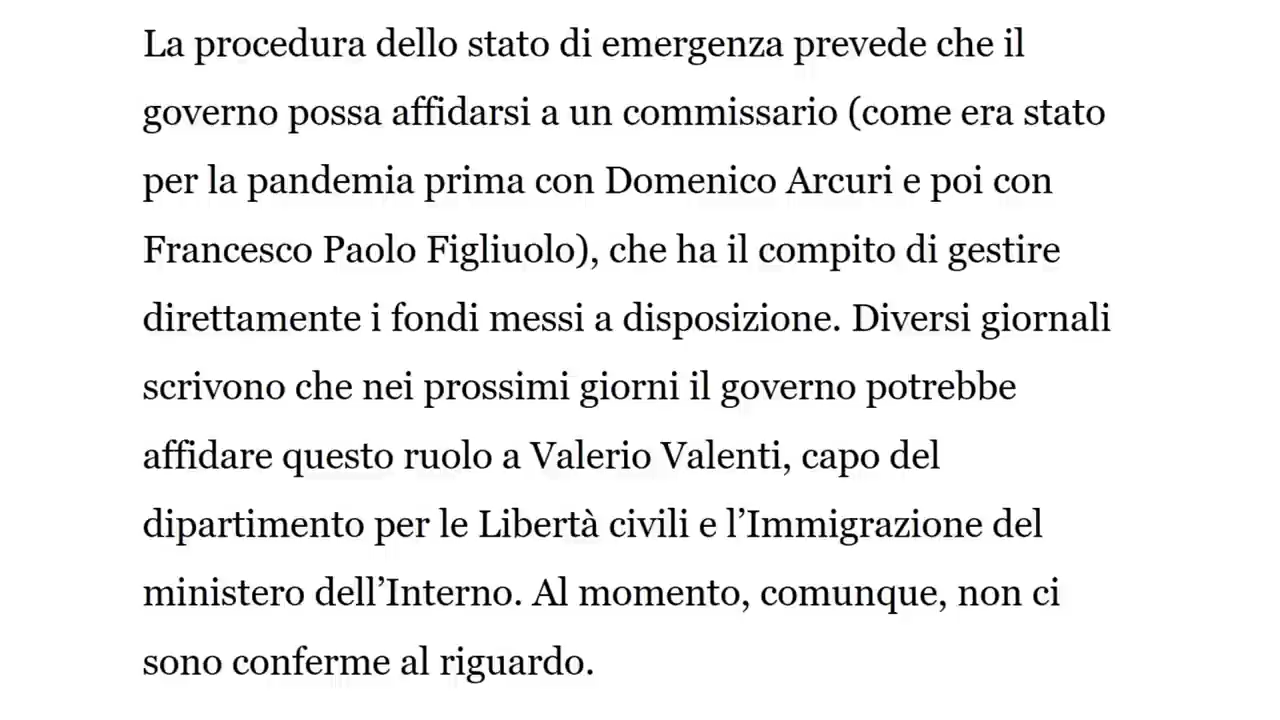 La procedura dello stato di emergenza prevede che il
governo possa affidarsi a un commissario (come era stato
per la pandemia prima con Domenico Arcuri e poi con
Francesco Paolo Figliuolo), che ha il compito di gestire
direttamente i fondi messi a disposizione. Diversi giornali
scrivono che nei prossimi giorni il governo potrebbe
affidare questo ruolo a Valerio Valenti, capo del
dipartimento per le Libertà civili e l’Immigrazione del
ministero dell’Interno. Al momento, comunque, non ci
sono conferme al riguardo.